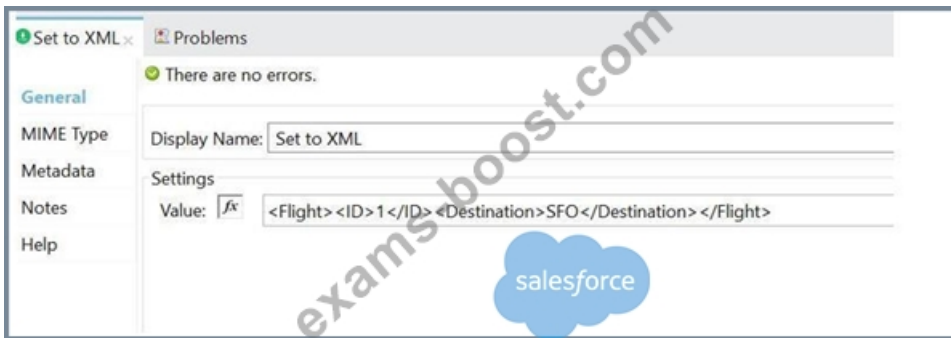 Set to XML Problems
There are no errors.
General
MIME Type
Display Name: Set to XML
Metadata
Settings
Notes
Value: fx <Flight><ID>1</ID><Destination>SFO</Destination></Flight>
Help
salesforce
exams-boost.com